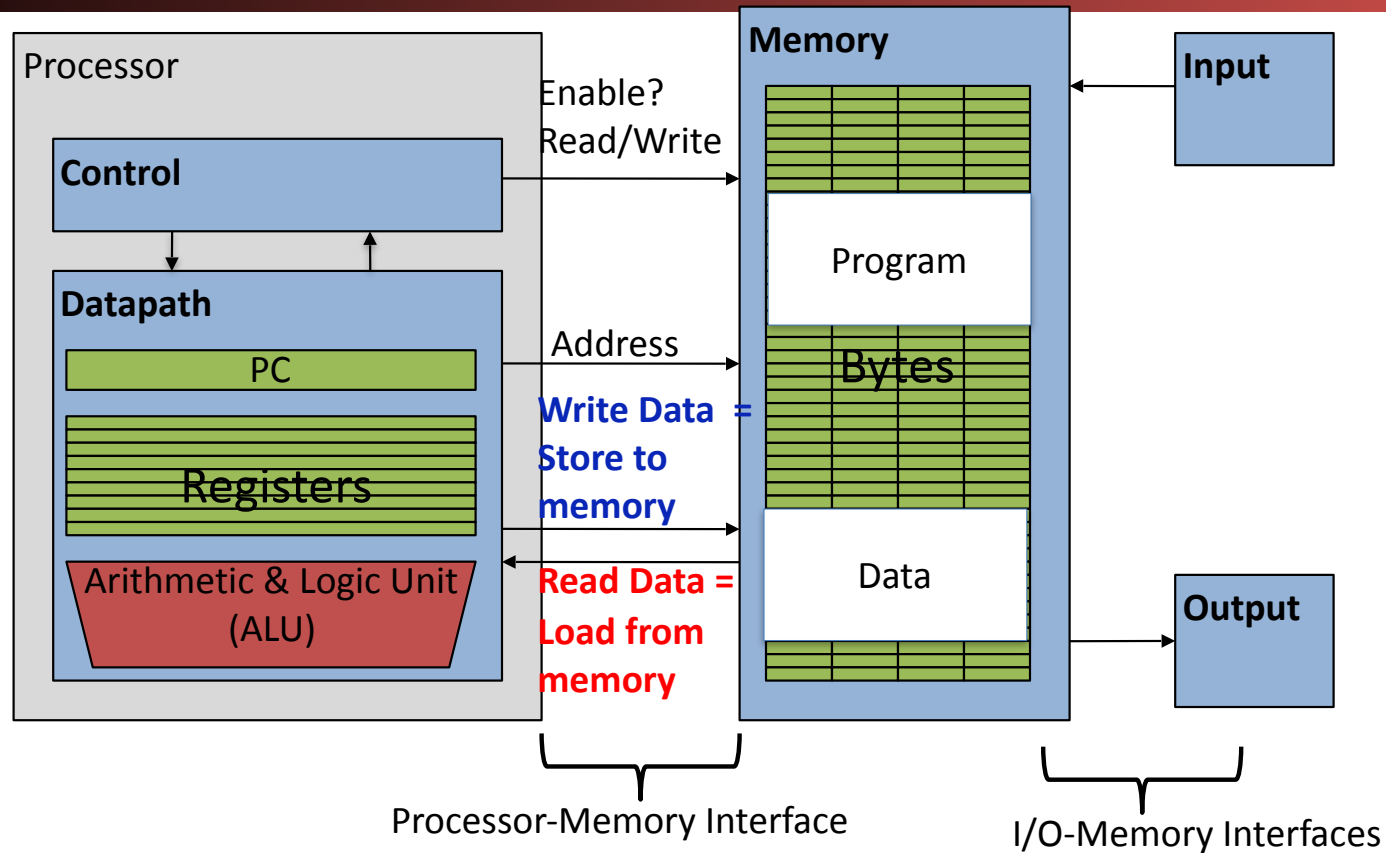 Processor
Control
Datapath
PC
Registers
Arithmetic & Logic Unit
(ALU)
Enable?
Read/Write
Address
Write Data =
Store to
memory
Read Data =
Load from
memory
Memory
Program
Bytes
Data
Input
Output
Processor-Memory Interface
I/O-Memory Interfaces